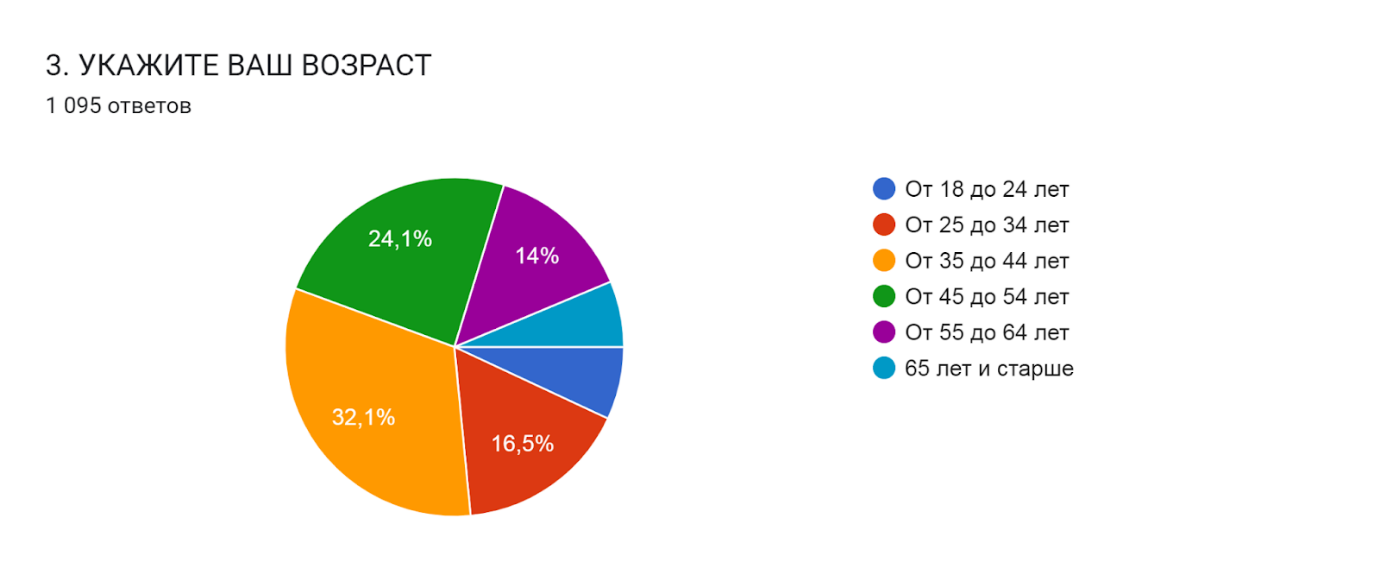 3. УКАЖИТЕ ВАШ ВОЗРАСТ
1 095 ответов
24,1%
14%
32,1%
16,5%
От 18 до 24 лет
От 25 до 34 лет
От 35 до 44 лет
От 45 до 54 лет
От 55 до 64 лет
65 лет и старше